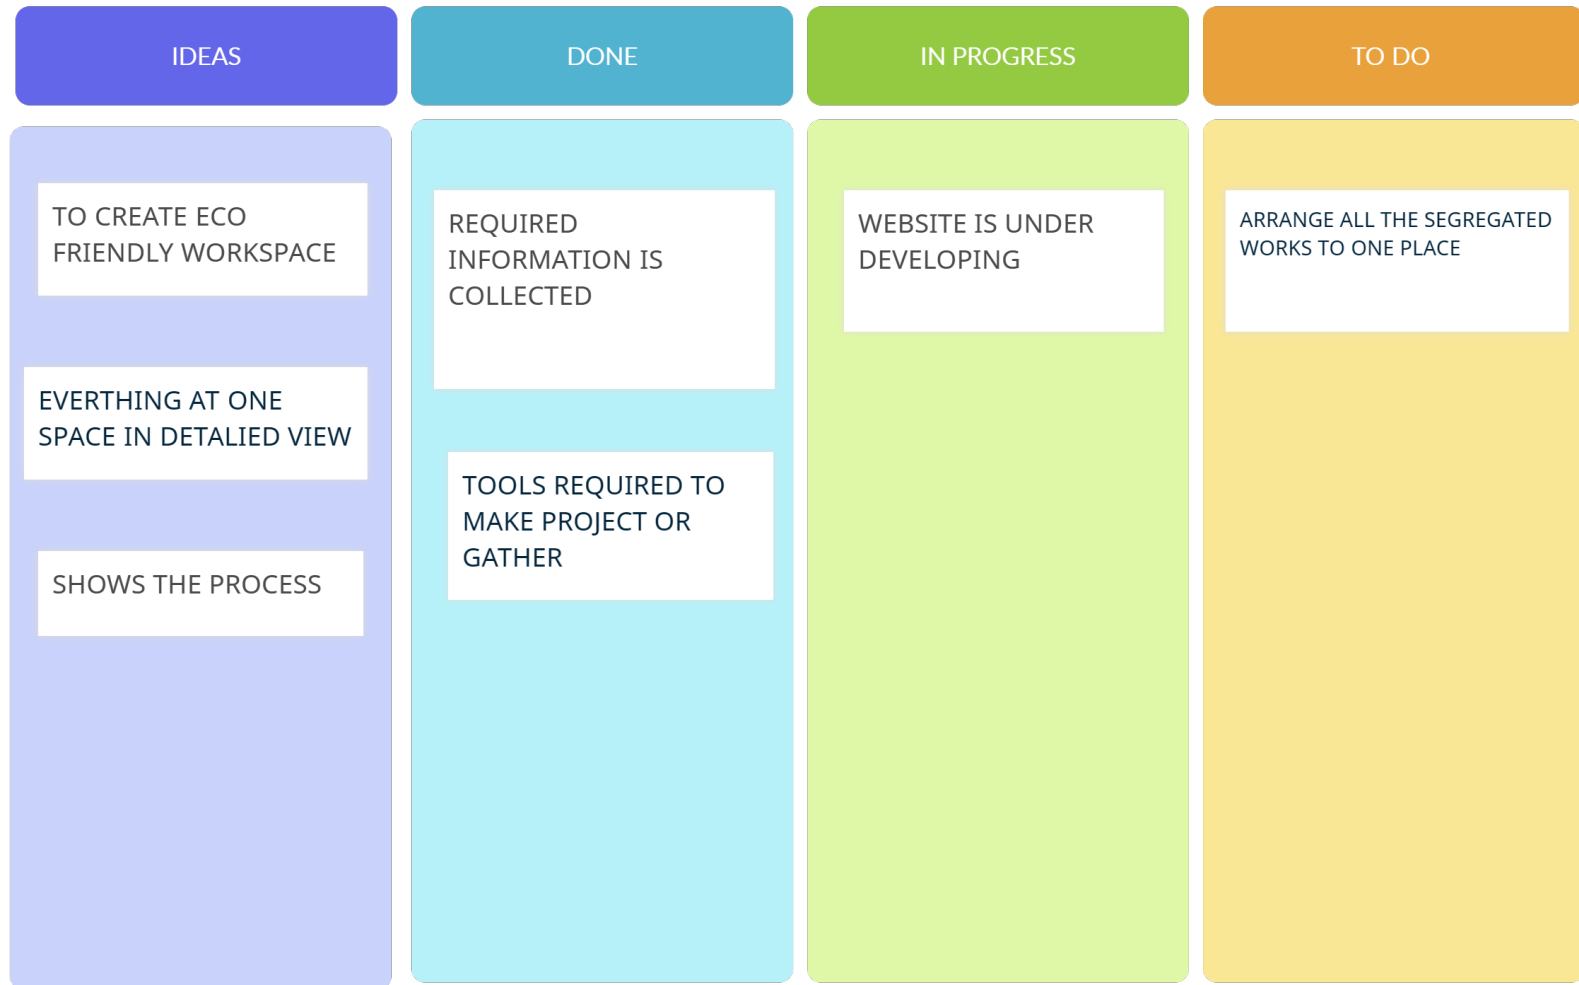 IDEAS
TO CREATE ECO
FRIENDLY WORKSPACE
EVERTHING AT ONE
SPACE IN DETALIED VIEW
SHOWS THE PROCESS
DONE
REQUIRED
INFORMATION IS
COLLECTED
TOOLS REQUIRED TO
MAKE PROJECT OR
GATHER
IN PROGRESS
WEBSITE IS UNDER
DEVELOPING
TO DO
ARRANGE ALL THE SEGREGATED
WORKS TO ONE PLACE